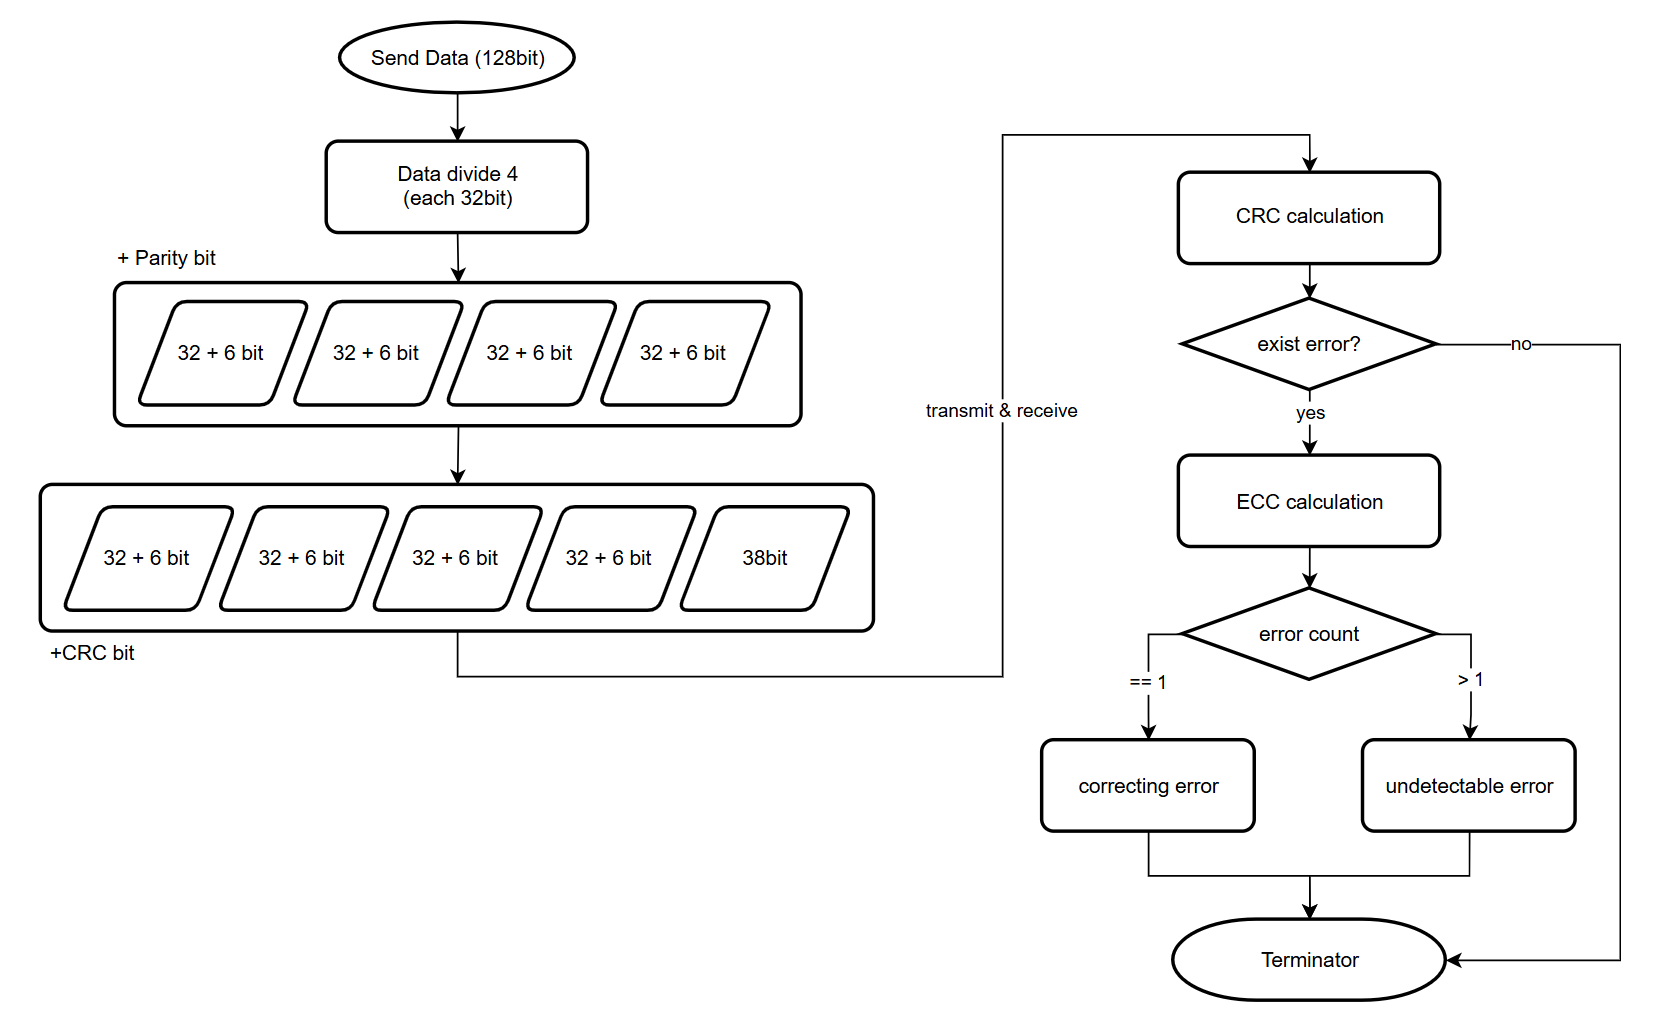 Send Data (128bit)
Data divide 4
(each 32bit)
+ Parity bit
32 + 6 bit
32 + 6 bit
32 + 6 bit
32 + 6 bit
32 + 6 bit
32 + 6 bit
32 + 6 bit
32 + 6 bit
38bit
+CRC bit
transmit & receive
CRC calculation
exist error?
no
yes
ECC calculation
error count
== 1
> 1
correcting error
undetectable error
Terminator